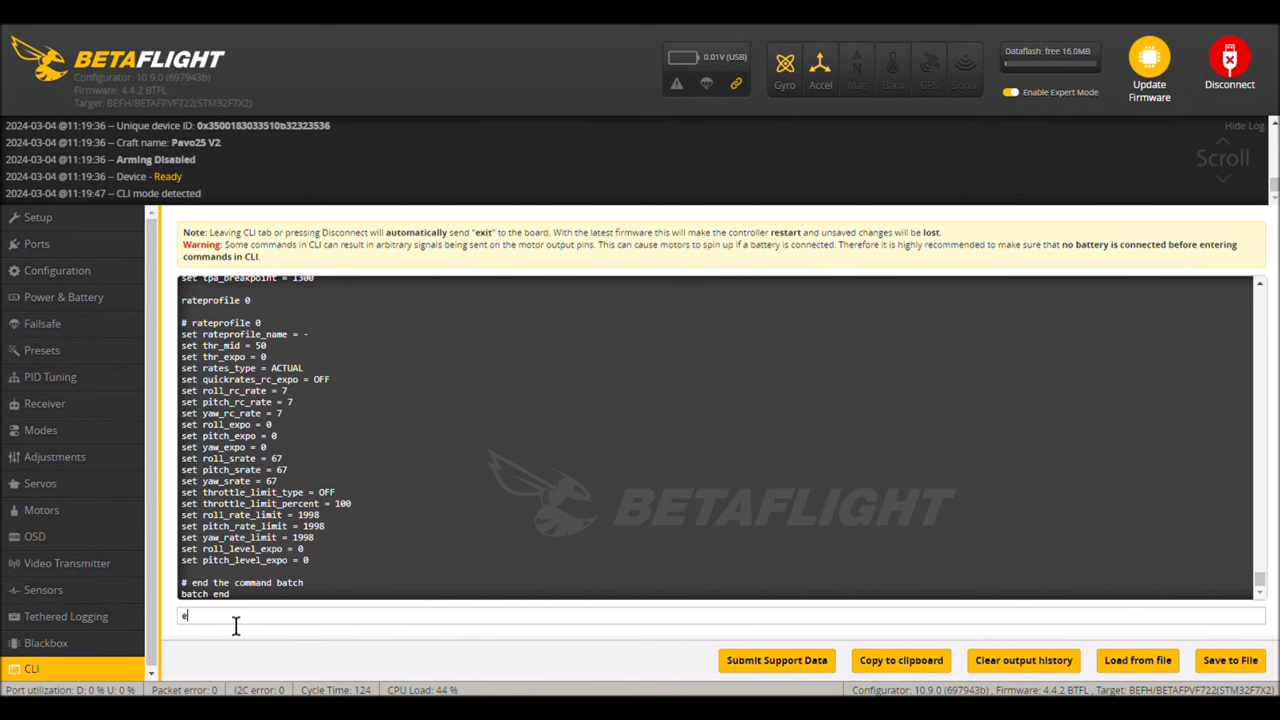 BETAFLIGHT
Configurator: 10.9.0 (697943b)
Firmware: 4.4.2 BTFL
Target: BEFH/BETAFPVF722(STM32F7X2)
0.01V (USB)
Gyro
Accel
Mag
Baro
GPS
Sonar
Dataflash: free 16.0MB
Enable Expert Mode
Update
Firmware
Disconnect
2024-03-04 @11:19:36 -- Unique device ID: 0x3500183033510b32323536
2024-03-04 @11:19:36 -- Craft name: Pavo25 V2
2024-03-04 @11:19:36 -- Arming Disabled
2024-03-04 @11:19:36 -- Device - Ready
2024-03-04 @11:19:47 -- CLI mode detected
Hide Log
Scroll
Setup
Ports
Configuration
Power & Battery
Failsafe
Presets
PID Tuning
Receiver
Modes
Adjustments
Servos
Motors
OSD
Video Transmitter
Sensors
Tethered Logging
Blackbox
CLI
Note: Leaving CLI tab or pressing Disconnect will automatically send "exit" to the board. With the latest firmware this will make the controller restart and unsaved changes will be lost.
Warning: Some commands in CLI can result in arbitrary signals being sent on the motor output pins. This can cause motors to spin up if a battery is connected. Therefore it is highly recommended to make sure that no battery is connected before entering
commands in CLI.
set tpa_breakpoint = 1300
rateprofile 0
# rateprofile 0
set rateprofile_name = -
set thr_mid = 50
set thr_expo = 0
set rates_type = ACTUAL
set quickrates_rc_expo = OFF
set roll_rc_rate = 7
set pitch_rc_rate = 7
set yaw_rc_rate = 7
set roll_expo = 0
set pitch_expo = 0
set yaw_expo = 0
set roll_srate = 67
set pitch_srate = 67
set yaw_srate = 67
set throttle_limit_type = OFF
set throttle_limit_percent = 100
set roll_rate_limit = 1998
set pitch_rate_limit = 1998
set yaw_rate_limit = 1998
set roll_level_expo = 0
set pitch_level_expo = 0
# end the command batch
batch end
BETAFLIGHT
e
Submit Support Data
Copy to clipboard
Clear output history
Load from file
Save to File
Port utilization: D: 0 % U: 0 %
Packet error: 0
I2C error: 0
Cycle Time: 124
CPU Load: 44 %
Configurator: 10.9.0 (697943b) , Firmware: 4.4.2 BTFL, Target: BEFH/BETAFPVF722(STM32F7X2)